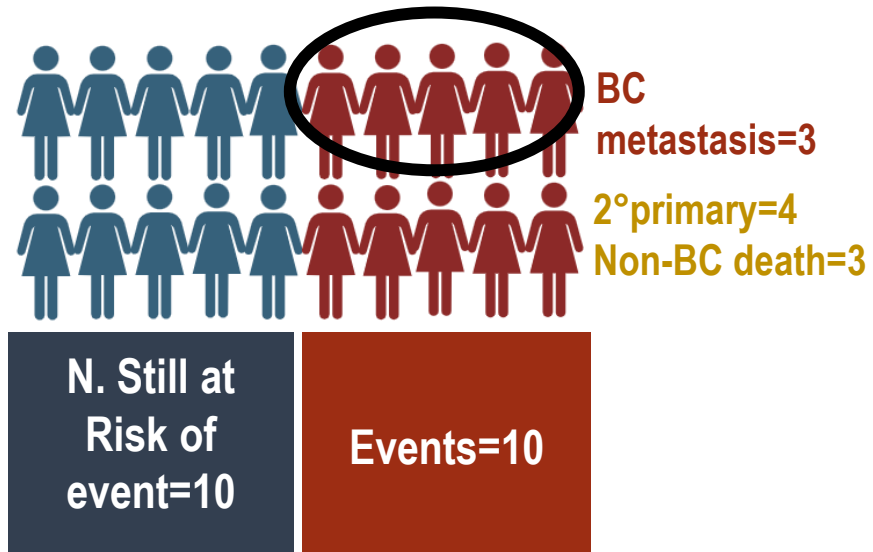 BC
metastasis=3
2°primary=4
Non-BC death=3
N. Still at
Risk of
event=10
Events=10